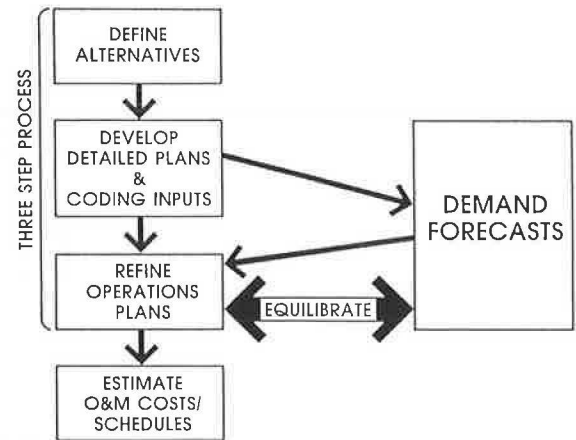 THREE STEP PROCESS
DEFINE
ALTERNATIVES
DEVELOP
DETAILED PLANS
&
CODING INPUTS
DEMAND
FORECASTS
REFINE
OPERATIONS
PLANS
EQUILIBRATE
ESTIMATE
O&M COSTS/
SCHEDULES